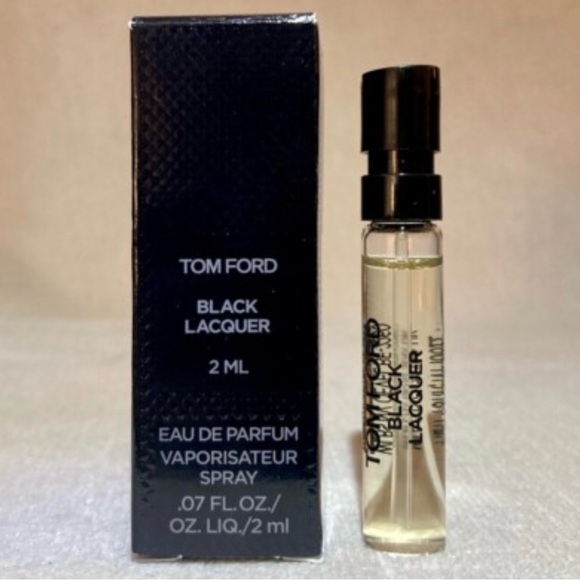 TOM FORD
BLACK
LACQUER
2 ML
EAU DE PARFUM
VAPORISATEUR
SPRAY
.07 FL.OZ./
OZ. LIQ./2 ml
TOM FORD
BLACK
LACQUER